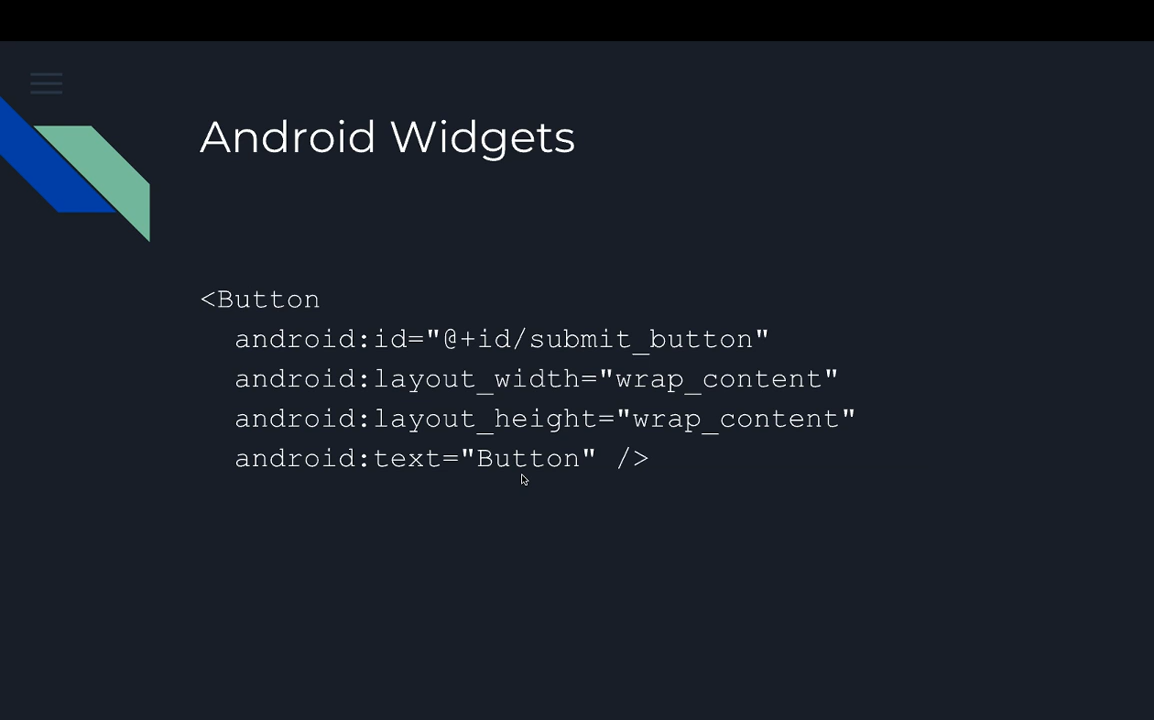 Android Widgets
<Button
android:id="@+id/submit_button"
android:layout_width="wrap_content"
android:layout_height="wrap_content"
android:text="Button" />